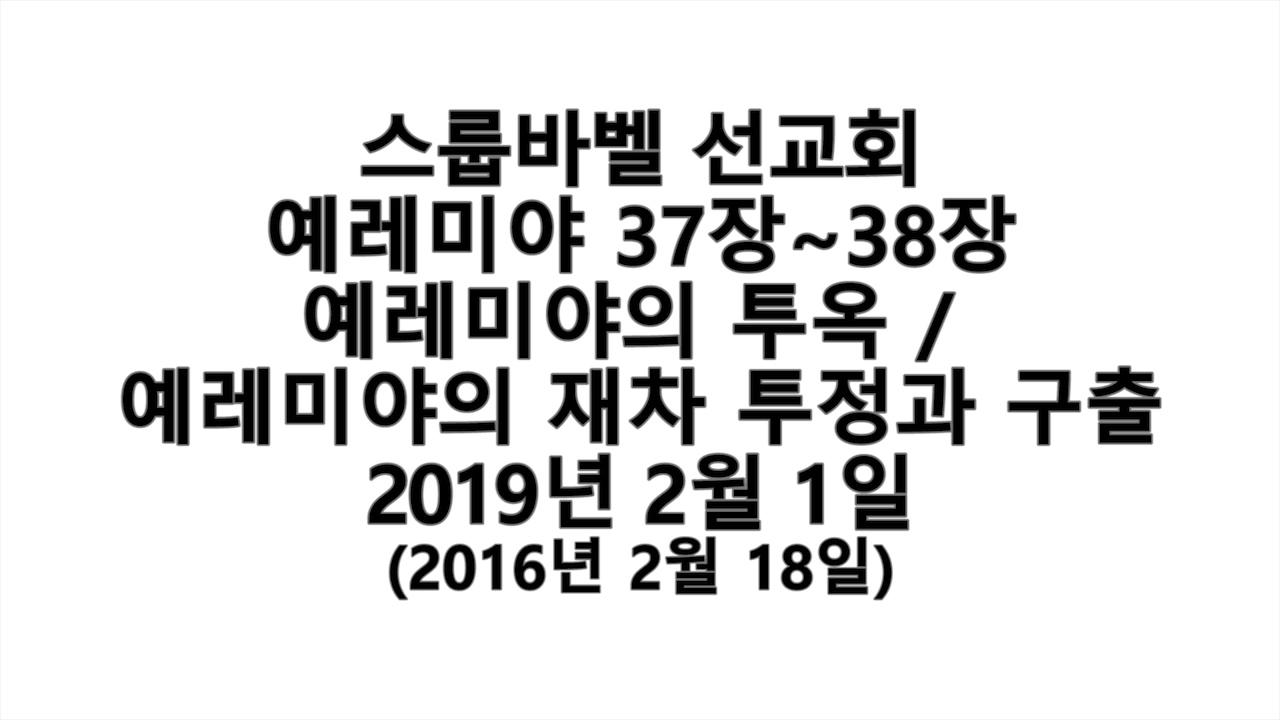 스룹바벨 선교회
예레미야 37장~38장
예레미야의 투옥 /
예레미야의 재차 투정과 구출
2019년 2월 1일
(2016년 2월 18일)